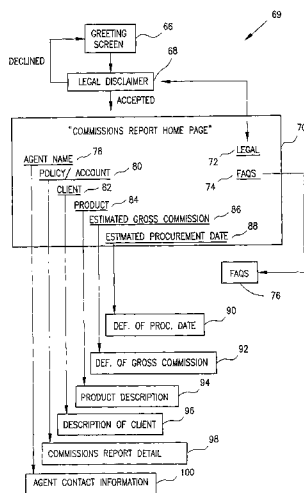 69
GREETING
SCREEN
66
DECLINED
LEGAL DISCLAIMER
68
ACCEPTED
70
"COMMISSIONS REPORT HOME PAGE"
AGENT NAME
78
72
LEGAL
POLICY/ ACCOUNT
80
CLIENT
82
74
FAQS
PRODUCT
84
ESTIMATED GROSS COMMISSION
86
ESTIMATED PROCUREMENT DATE
88
FAQS
76
DEF. OF PROC. DATE
90
DEF. OF GROSS COMMISSION
92
PRODUCT DESCRIPTION
94
DESCRIPTION OF CLIENT
96
COMMISSIONS REPORT DETAIL
98
AGENT CONTACT INFORMATION
100